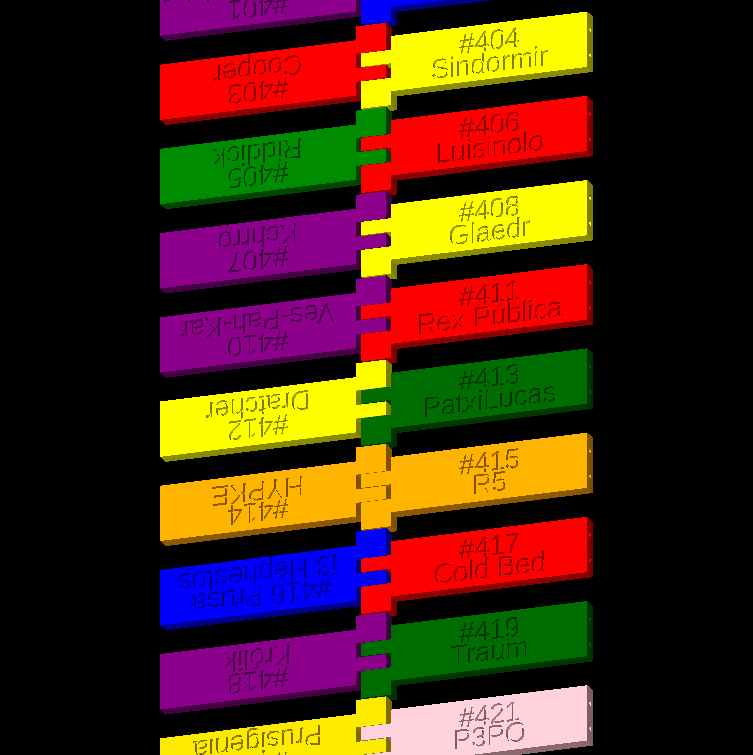 #401
#404
Sindormir
#403
Cooper
#406
Luisinolo
#405
Riddick
#408
Glaedr
#407
Kchrro
#411
Rex Pública
#410
Ves-Pah-Kar
#413
PatxiLucas
#412
Dratcher
#415
R5
#414
HYPKE
#417
Cold Bed
#416 Prusa
i3 Hepnestos
#419
Traum
#418
Królik
#421
P3PO
Prusigenia